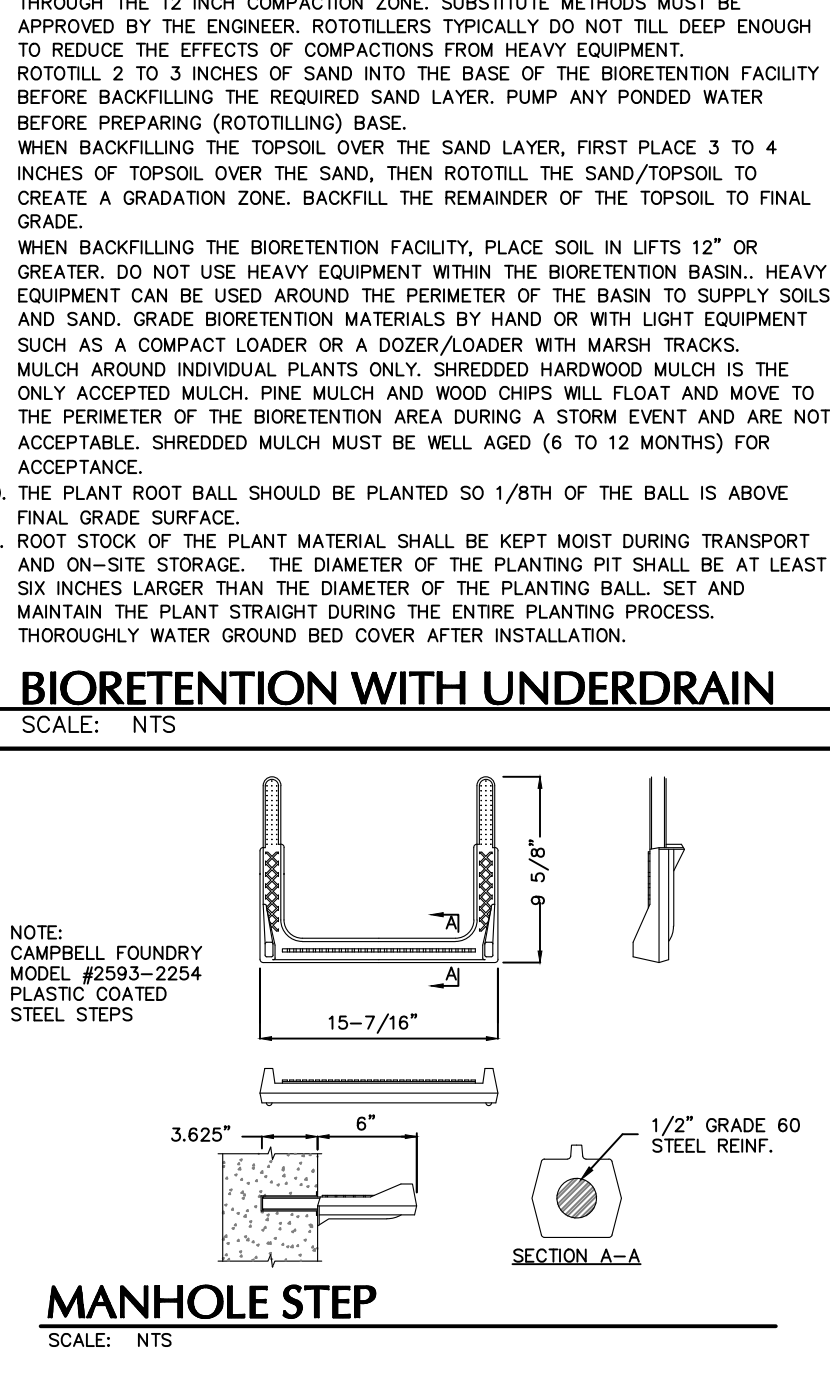 THROUGH THE 12 INCH COMPACTION ZONE. SUBSTITUTE METHODS MUST BE
APPROVED BY THE ENGINEER. ROTOTILLERS TYPICALLY DO NOT TILL DEEP ENOUGH
TO REDUCE THE EFFECTS OF COMPACTIONS FROM HEAVY EQUIPMENT.
ROTOTILL 2 TO 3 INCHES OF SAND INTO THE BASE OF THE BIORETENTION FACILITY
BEFORE BACKFILLING THE REQUIRED SAND LAYER. PUMP ANY PONDED WATER
BEFORE PREPARING (ROTOTILLING) BASE.
WHEN BACKFILLING THE TOPSOIL OVER THE SAND LAYER, FIRST PLACE 3 TO 4
INCHES OF TOPSOIL OVER THE SAND, THEN ROTOTILL THE SAND/TOPSOIL TO
CREATE A GRADATION ZONE. BACKFILL THE REMAINDER OF THE TOPSOIL TO FINAL
GRADE.
WHEN BACKFILLING THE BIORETENTION FACILITY, PLACE SOIL IN LIFTS 12" OR
GREATER. DO NOT USE HEAVY EQUIPMENT WITHIN THE BIORETENTION BASIN.. HEAVY
EQUIPMENT CAN BE USED AROUND THE PERIMETER OF THE BASIN TO SUPPLY SOILS
AND SAND. GRADE BIORETENTION MATERIALS BY HAND OR WITH LIGHT EQUIPMENT
SUCH AS A COMPACT LOADER OR A DOZER/LOADER WITH MARSH TRACKS.
MULCH AROUND INDIVIDUAL PLANTS ONLY. SHREDDED HARDWOOD MULCH IS THE
ONLY ACCEPTED MULCH. PINE MULCH AND WOOD CHIPS WILL FLOAT AND MOVE TO
THE PERIMETER OF THE BIORETENTION AREA DURING A STORM EVENT AND ARE NOT
ACCEPTABLE. SHREDDED MULCH MUST BE WELL AGED (6 TO 12 MONTHS) FOR
ACCEPTANCE.
. THE PLANT ROOT BALL SHOULD BE PLANTED SO 1/8TH OF THE BALL IS ABOVE
FINAL GRADE SURFACE.
. ROOT STOCK OF THE PLANT MATERIAL SHALL BE KEPT MOIST DURING TRANSPORT
AND ON-SITE STORAGE. THE DIAMETER OF THE PLANTING PIT SHALL BE AT LEAST
SIX INCHES LARGER THAN THE DIAMETER OF THE PLANTING BALL. SET AND
MAINTAIN THE PLANT STRAIGHT DURING THE ENTIRE PLANTING PROCESS.
THOROUGHLY WATER GROUND BED COVER AFTER INSTALLATION.
BIORETENTION WITH UNDERDRAIN
SCALE: NTS
9 5/8"
A
A
NOTE:
CAMPBELL FOUNDRY
MODEL #2593-2254
PLASTIC COATED
STEEL STEPS
15-7/16"
3.625"
6"
1/2" GRADE 60
STEEL REINF.
SECTION A-A
MANHOLE STEP
SCALE: NTS